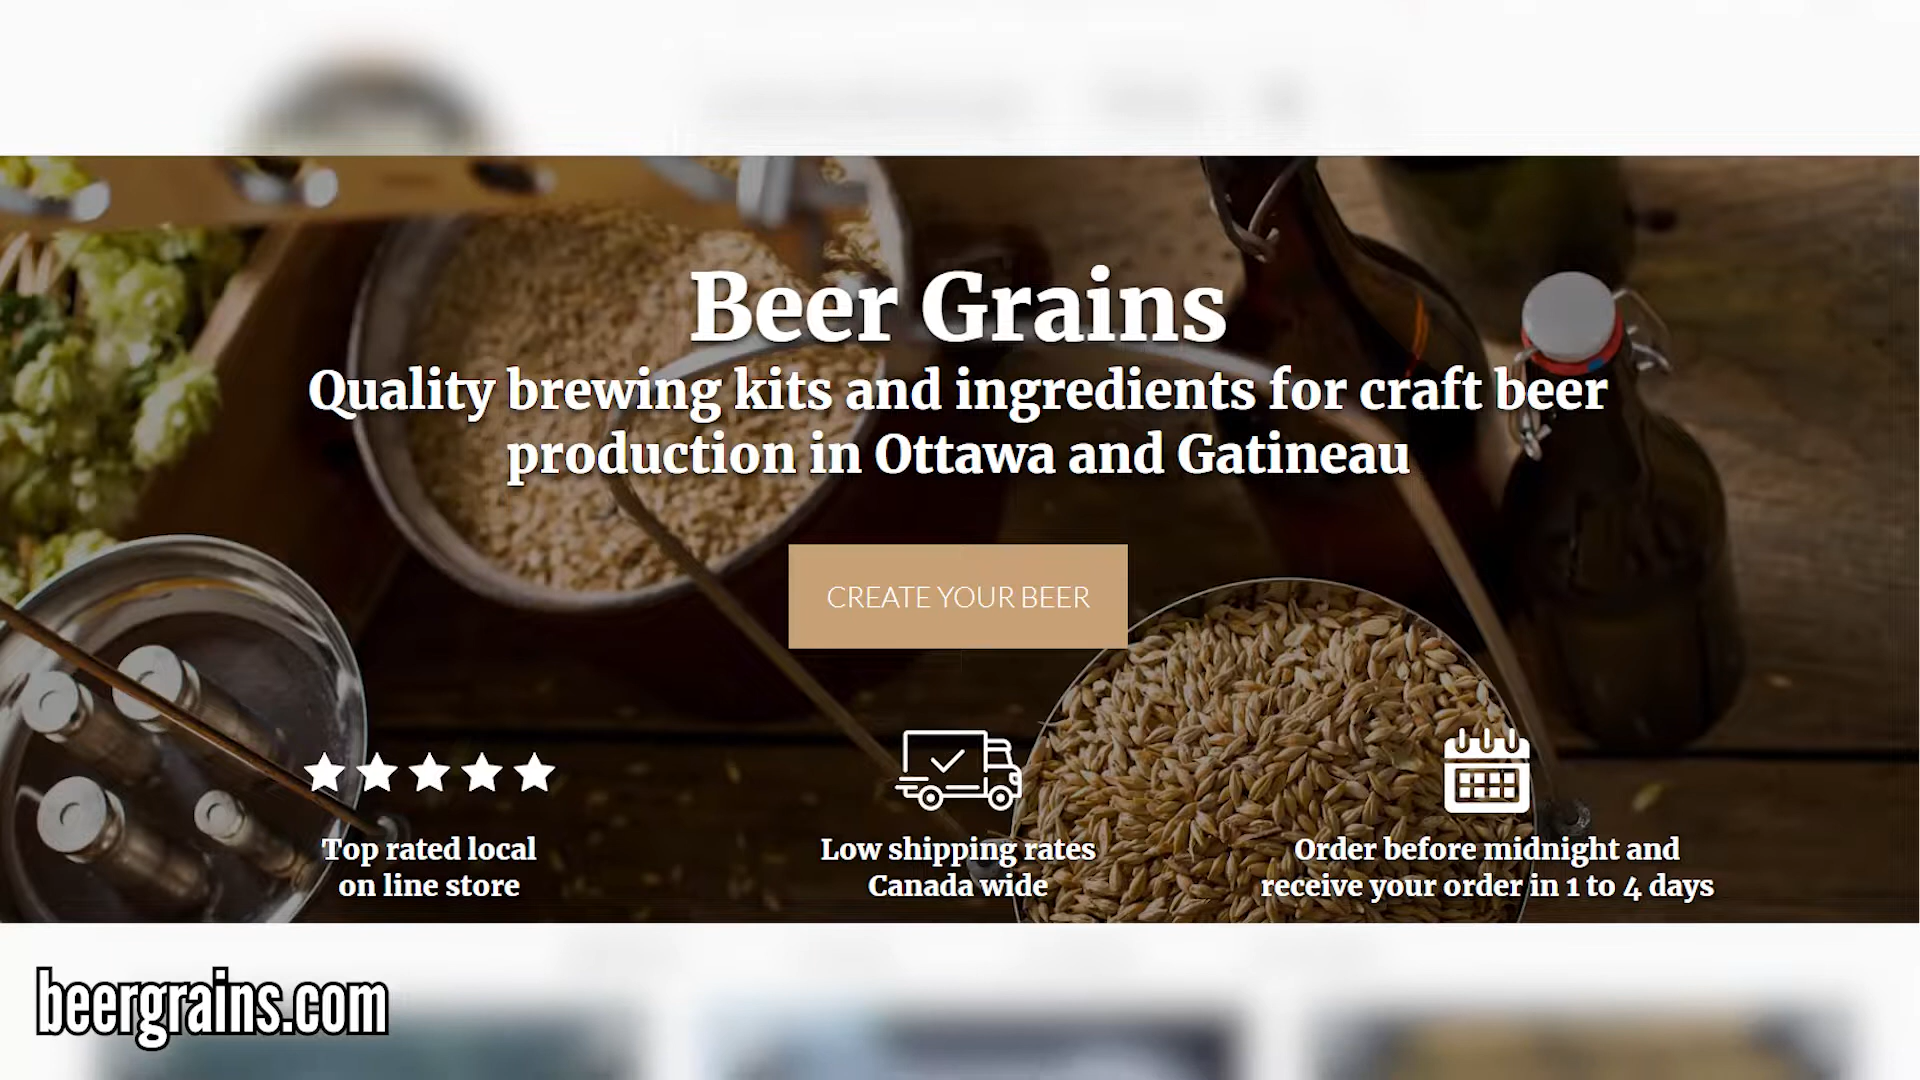 Beer Grains
Quality brewing kits and ingredients for craft beer
production in Ottawa and Gatineau
CREATE YOUR BEER
Top rated local
on line store
Low shipping rates
Canada wide
Order before midnight and
receive your order in 1 to 4 days
beergrains.com